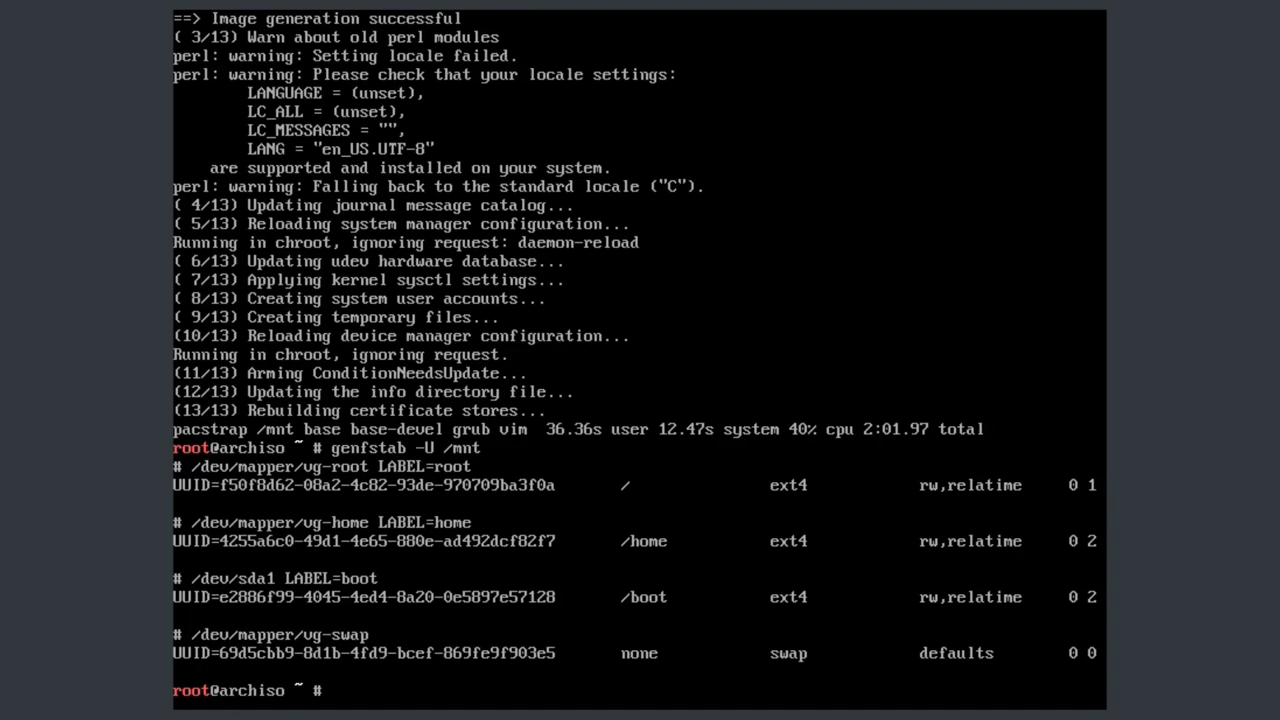 ==> Image generation successful
( 3/13) Warn about old perl modules
perl: warning: Setting locale failed.
perl: warning: Please check that your locale settings:
        LANGUAGE = (unset),
        LC_ALL = (unset),
        LC_MESSAGES = "",
        LANG = "en_US.UTF-8"
    are supported and installed on your system.
perl: warning: Falling back to the standard locale ("C").
( 4/13) Updating journal message catalog...
( 5/13) Reloading system manager configuration...
Running in chroot, ignoring request: daemon-reload
( 6/13) Updating udev hardware database...
( 7/13) Applying kernel sysctl settings...
( 8/13) Creating system user accounts...
( 9/13) Creating temporary files...
(10/13) Reloading device manager configuration...
Running in chroot, ignoring request.
(11/13) Arming ConditionNeedsUpdate...
(12/13) Updating the info directory file...
(13/13) Rebuilding certificate stores...
pacstrap /mnt base base-devel grub vim  36.36s user 12.47s system 40% cpu 2:01.97 total
root@archiso ~ # genfstab -U /mnt
# /dev/mapper/vg-root LABEL=root
UUID=f50f8d62-08a2-4c82-93de-970709ba3f0a       /               ext4            rw,relatime     0 1
# /dev/mapper/vg-home LABEL=home
UUID=4255a6c0-49d1-4e65-880e-ad492dcf82f7       /home           ext4            rw,relatime     0 2
# /dev/sda1 LABEL=boot
UUID=e2886f99-4045-4ed4-8a20-0e5897e57128       /boot           ext4            rw,relatime     0 2
# /dev/mapper/vg-swap
UUID=69d5cbb9-8d1b-4fd9-bcef-869fe9f903e5       none            swap            defaults        0 0
root@archiso ~ #